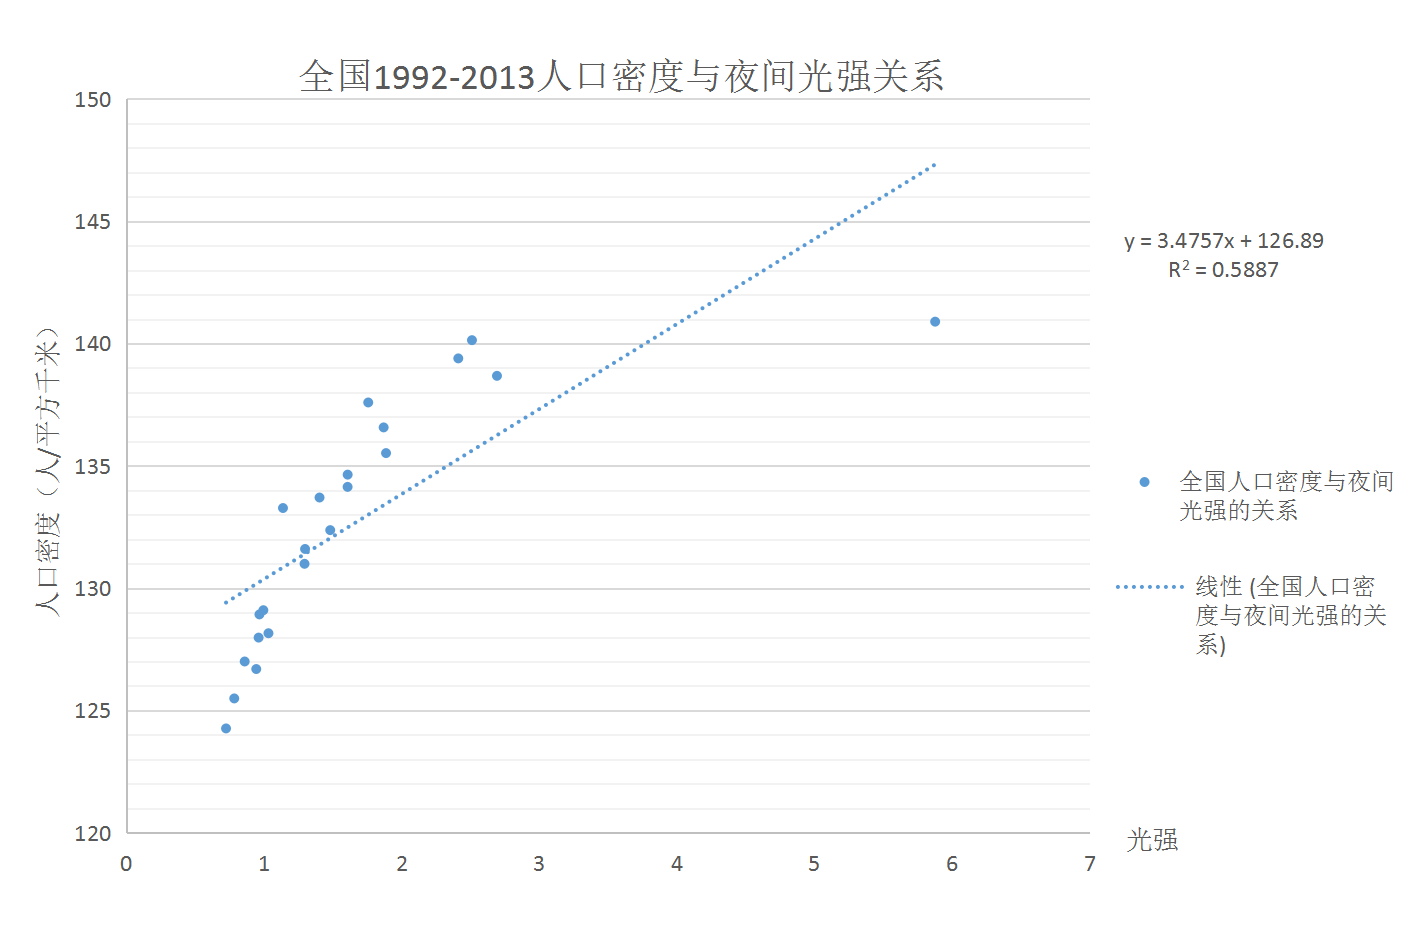 全国1992-2013人口密度与夜间光强关系
150
145
140
135
130
125
120
人口密度（人/平方千米）
0
1
2
3
4
5
6
7
光强
y = 3.4757x + 126.89
R² = 0.5887
全国人口密度与夜间
光强的关系
线性 (全国人口密
度与夜间光强的关
系)